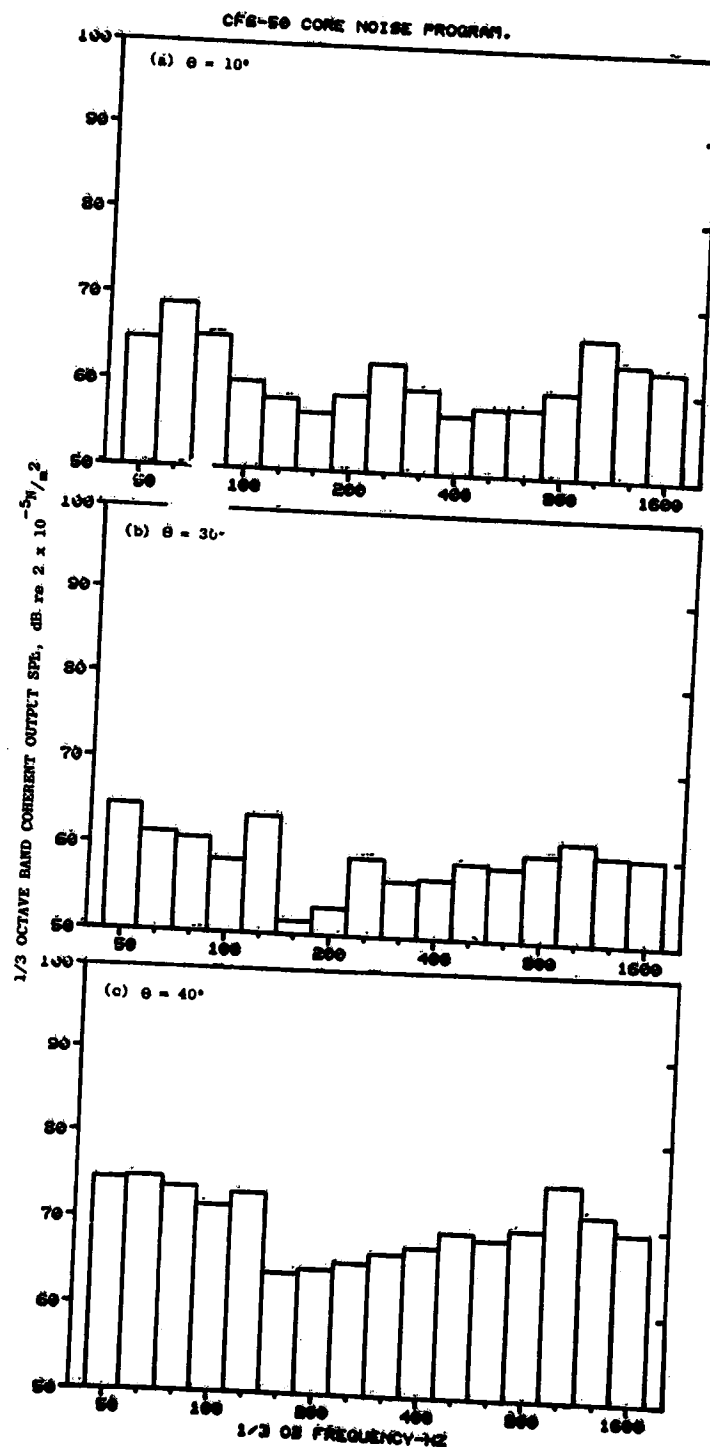 CF6-50 CORE NOISE PROGRAM.
100
(a) θ = 10°
90
80
70
60
50
50 100 200 400 800 1600
1/3 OCTAVE BAND COHERENT OUTPUT SPL, dB re 2 x 10⁻⁵N/m²
100
(b) θ = 30°
90
80
70
60
50
50 100 200 400 800 1600
100
(c) θ = 40°
90
80
70
60
50
50 100 200 400 800 1600
1/3 OB FREQUENCY-HZ